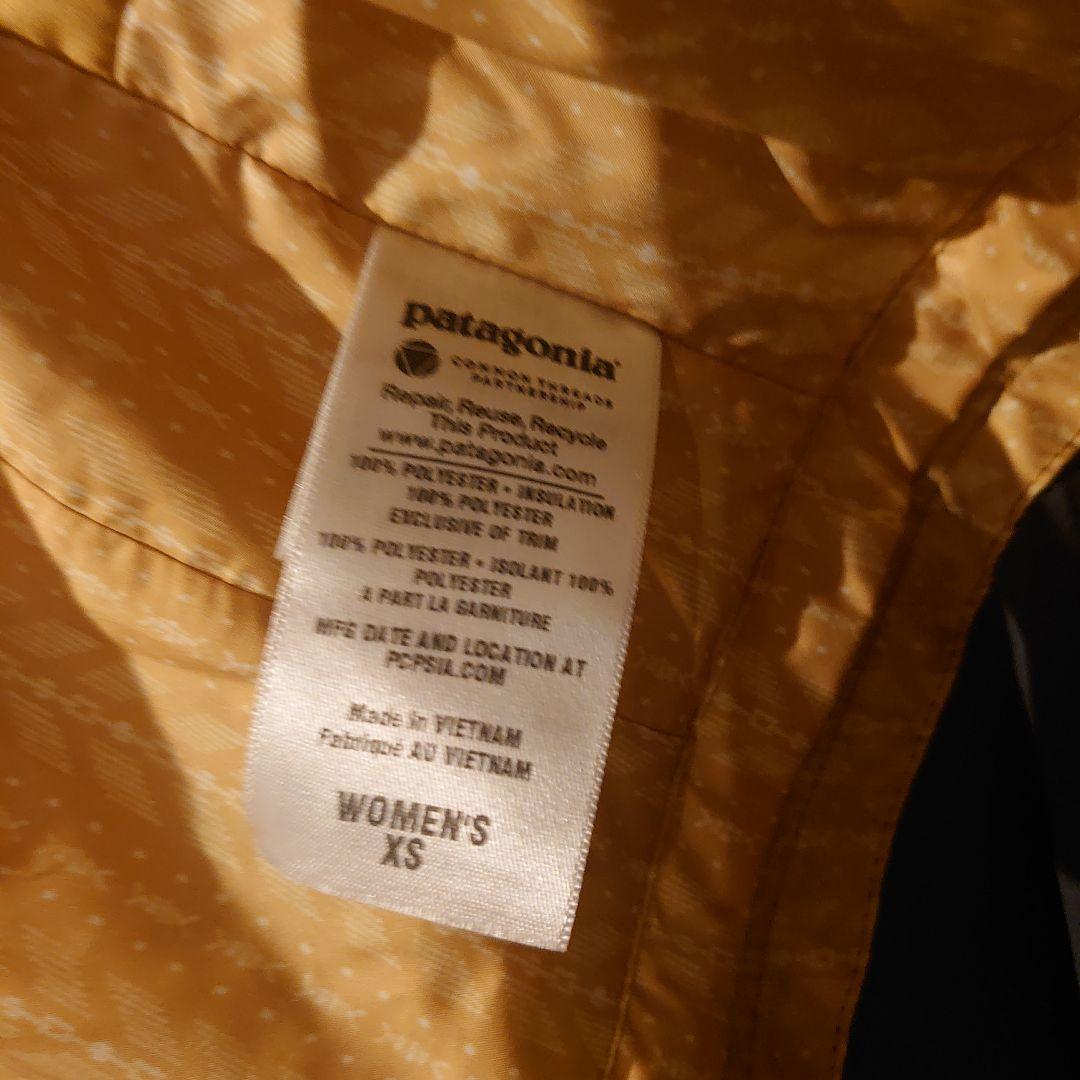 patagonia®
COMMON THREADS
PARTNERSHIP
Repair, Reuse, Recycle
This Product
www.patagonia.com
100% POLYESTER • INSULATION
100% POLYESTER
EXCLUSIVE OF TRIM
100% POLYESTER • ISOLANT 100%
POLYESTER
A PART LA GARNITURE
MFG DATE AND LOCATION AT
PCPSIA.COM
Made in VIETNAM
Fabriqué AU VIETNAM
WOMEN'S
XS